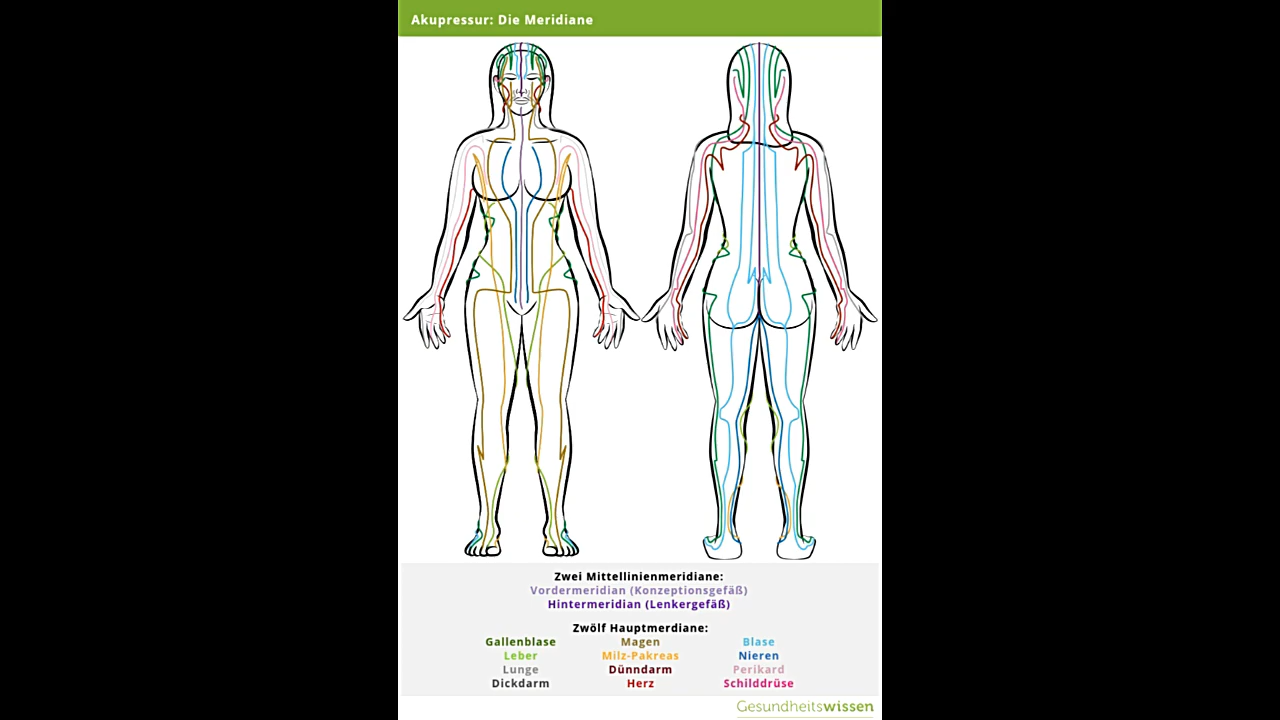 Akupressur: Die Meridiane
Zwei Mittellinienmeridiane:
Vordermeridian (Konzeptionsgefäß)
Hintermeridian (Lenkergefäß)
Zwölf Hauptmerdiane:
Gallenblase Magen Blase
Leber Milz-Pakreas Nieren
Lunge Dünndarm Perikard
Dickdarm Herz Schilddrüse
Gesundheitswissen